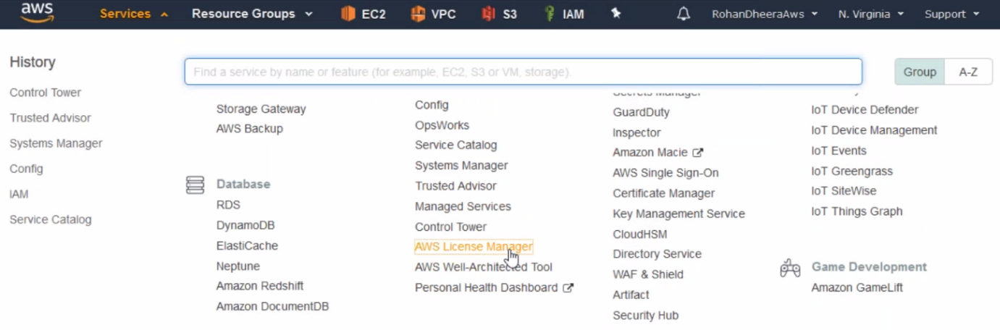 aws Services Resource Groups EC2 VPC S3 IAM RohanDheeraAws N. Virginia Support
History
Control Tower
Trusted Advisor
Systems Manager
Config
IAM
Service Catalog
Find a service by name or feature (for example, EC2, S3 or VM, storage).
Group A-Z
Storage Gateway
AWS Backup
Database
RDS
DynamoDB
ElastiCache
Neptune
Amazon Redshift
Amazon DocumentDB
Config
OpsWorks
Service Catalog
Systems Manager
Trusted Advisor
Managed Services
Control Tower
AWS License Manager
AWS Well-Architected Tool
Personal Health Dashboard
Secrets Manager
GuardDuty
Inspector
Amazon Macie
AWS Single Sign-On
Certificate Manager
Key Management Service
CloudHSM
Directory Service
WAF & Shield
Artifact
Security Hub
IoT Device Defender
IoT Device Management
IoT Events
IoT Greengrass
IoT SiteWise
IoT Things Graph
Game Development
Amazon GameLift